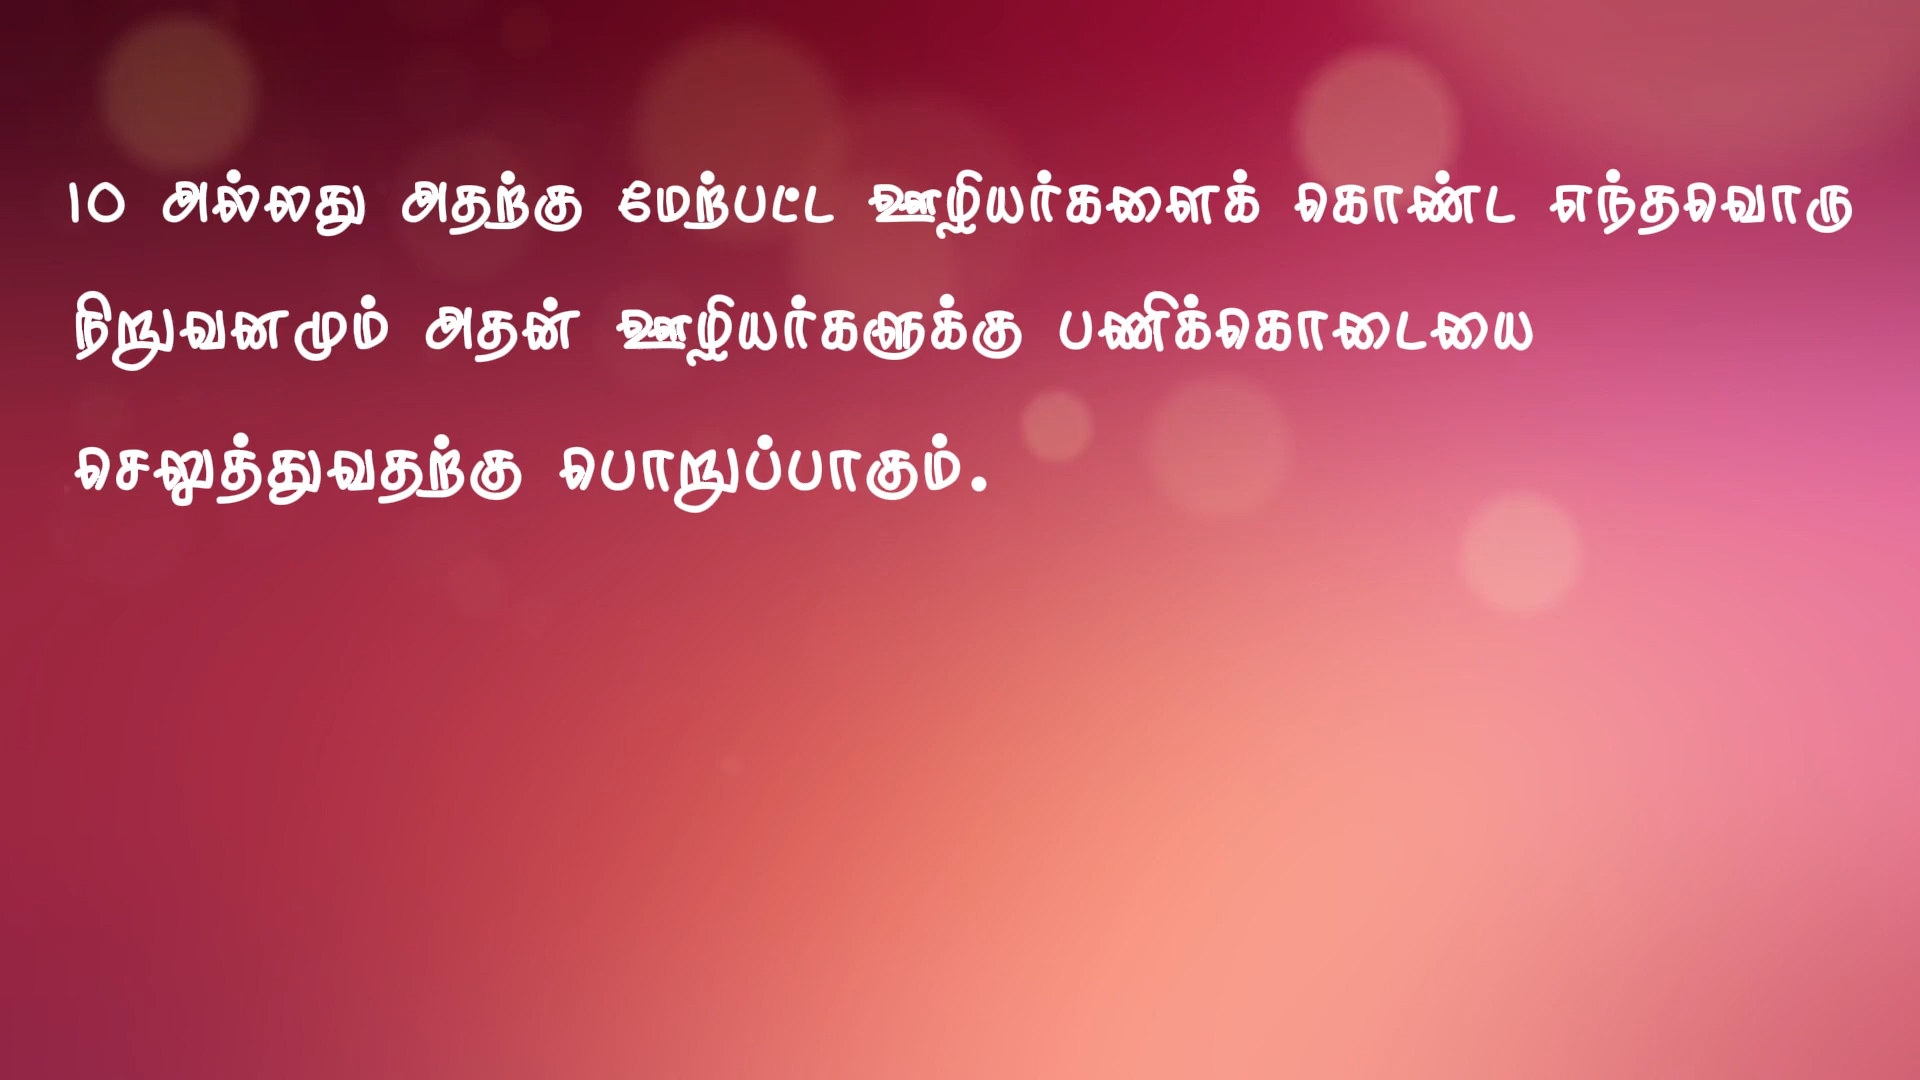 10 அல்லது அதற்கு மேற்பட்ட ஊழியர்களைக் கொண்ட எந்தவொரு
நிறுவனமும் அதன் ஊழியர்களுக்கு பணிக்கொடையை
செலுத்துவதற்கு பொறுப்பாகும்.